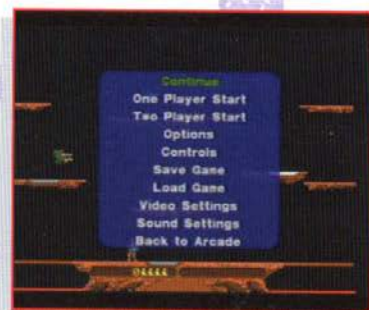 Continue
One Player Start
Two Player Start
Options
Controls
Save Game
Load Game
Video Settings
Sound Settings
Back to Arcade